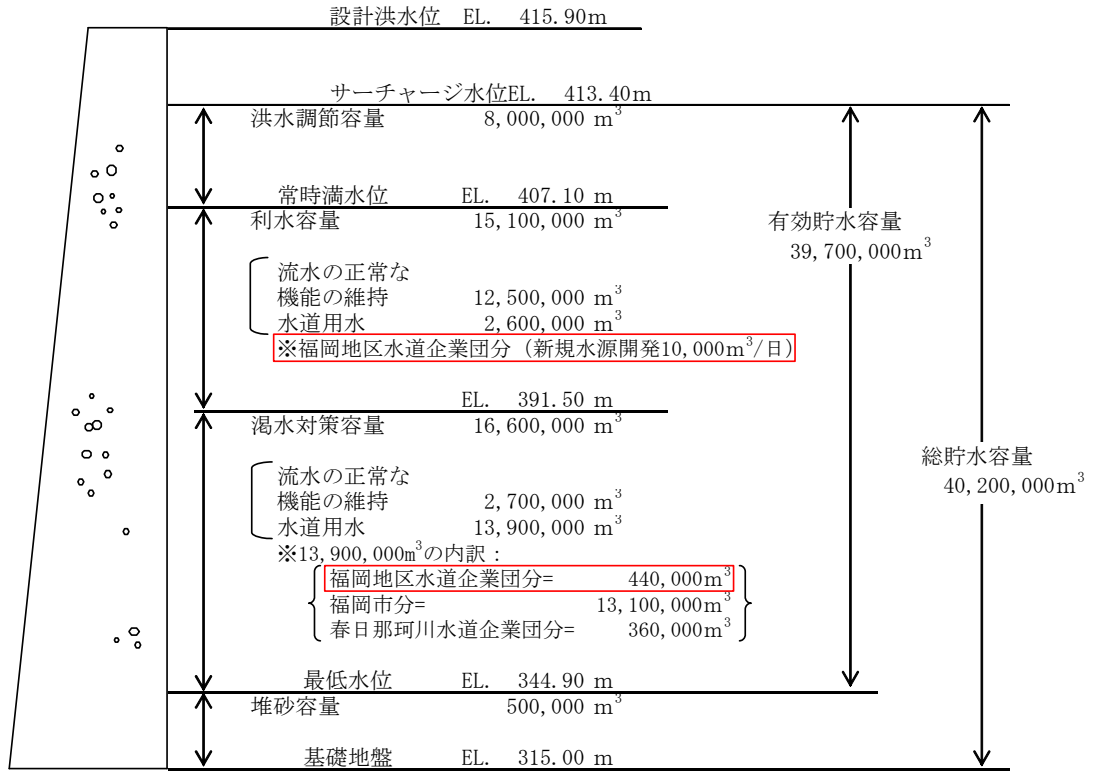 設計洪水位 EL. 415.90m
サーチャージ水位EL. 413.40m
洪水調節容量 8,000,000 m³
常時満水位 EL. 407.10 m
利水容量 15,100,000 m³
有効貯水容量
39,700,000m³
流水の正常な
機能の維持 12,500,000 m³
水道用水 2,600,000 m³
※福岡地区水道企業団分（新規水源開発10,000m³/日）
EL. 391.50 m
渇水対策容量 16,600,000 m³
総貯水容量
40,200,000m³
流水の正常な
機能の維持 2,700,000 m³
水道用水 13,900,000 m³
※13,900,000m³の内訳：
福岡地区水道企業団分= 440,000m³
福岡市分= 13,100,000m³
春日那珂川水道企業団分= 360,000m³
最低水位 EL. 344.90 m
堆砂容量 500,000 m³
基礎地盤 EL. 315.00 m